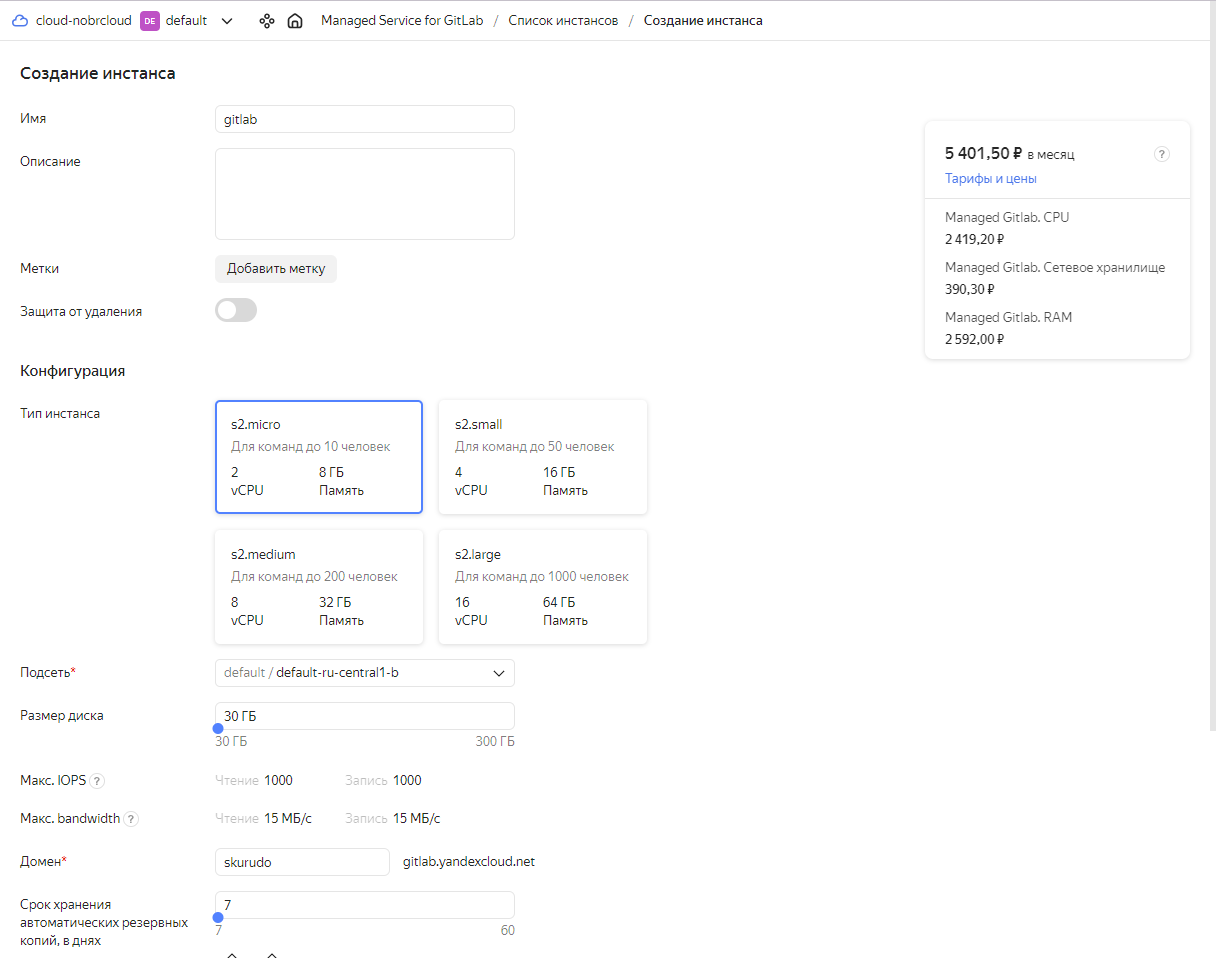 cloud-nobrcloud DE default Managed Service for GitLab / Список инстансов / Создание инстанса
Создание инстанса
Имя gitlab
Описание
Метки Добавить метку
Защита от удаления
5 401,50 ₽ в месяц ?
Тарифы и цены
Managed Gitlab. CPU
2 419,20 ₽
Managed Gitlab. Сетевое хранилище
390,30 ₽
Managed Gitlab. RAM
2 592,00 ₽
Конфигурация
Тип инстанса
s2.micro
Для команд до 10 человек
2 8 ГБ
vCPU Память
s2.small
Для команд до 50 человек
4 16 ГБ
vCPU Память
s2.medium
Для команд до 200 человек
8 32 ГБ
vCPU Память
s2.large
Для команд до 1000 человек
16 64 ГБ
vCPU Память
Подсеть* default / default-ru-central1-b
Размер диска 30 ГБ
30 ГБ 300 ГБ
Макс. IOPS ? Чтение 1000 Запись 1000
Макс. bandwidth ? Чтение 15 МБ/с Запись 15 МБ/с
Домен* skurudo gitlab.yandexcloud.net
Срок хранения 7
автоматических резервных
7 60
копий, в днях